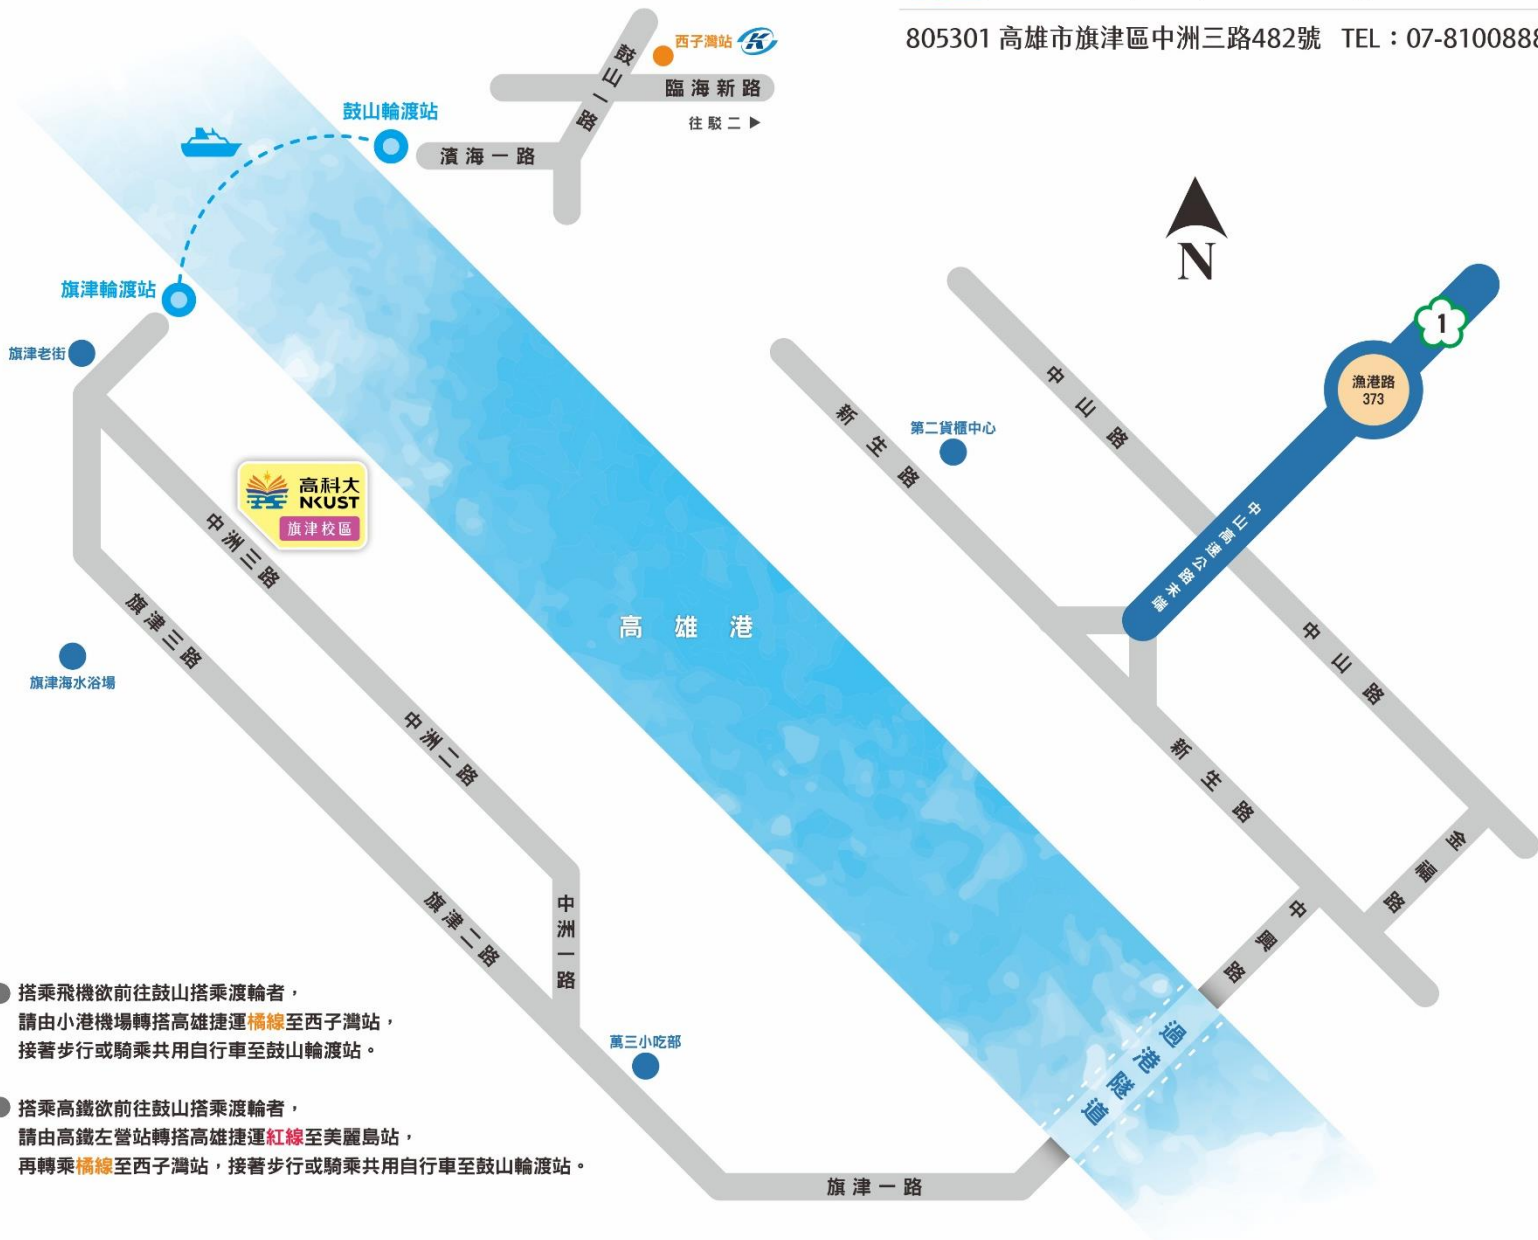 805301 高雄市旗津區中洲三路482號 TEL：07-8100888
西子灣站
鼓山一路
臨海新路
往駁二
鼓山輪渡站
濱海一路
N
旗津輪渡站
旗津老街
1
漁港路
373
中山路
新生路
第二貨櫃中心
高科大
NKUST
旗津校區
中洲三路
中山高速公路末端
旗津三路
高雄港
中山路
旗津海水浴場
中洲二路
新生路
金福路
旗津二路
中洲一路
中興路
搭乘飛機欲前往鼓山搭乘渡輪者，
請由小港機場轉搭高雄捷運橘線至西子灣站，
接著步行或騎乘共用自行車至鼓山輪渡站。
萬三小吃部
過港隧道
搭乘高鐵欲前往鼓山搭乘渡輪者，
請由高鐵左營站轉搭高雄捷運紅線至美麗島站，
再轉乘橘線至西子灣站，接著步行或騎乘共用自行車至鼓山輪渡站。
旗津一路